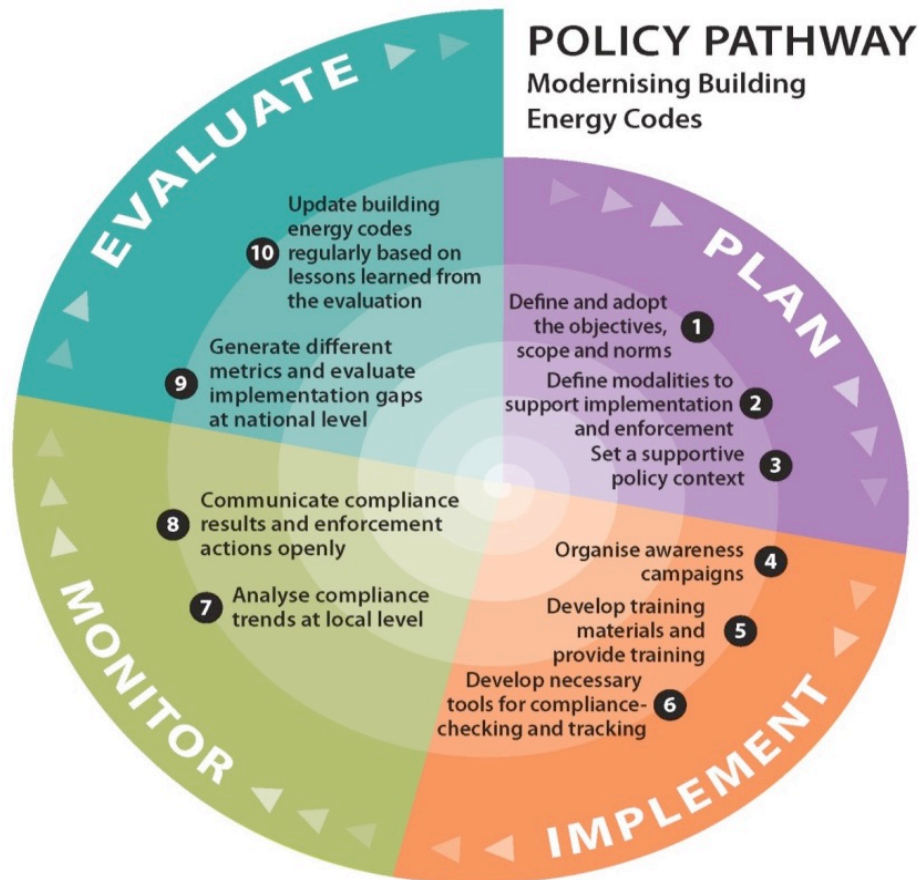 POLICY PATHWAY
Modernising Building
Energy Codes
PLAN
1
Define and adopt
the objectives,
scope and norms
2
Define modalities to
support implementation
and enforcement
3
Set a supportive
policy context
IMPLEMENT
4
Organise awareness
campaigns
5
Develop training
materials and
provide training
6
Develop necessary
tools for compliance-
checking and tracking
MONITOR
7
Analyse compliance
trends at local level
8
Communicate compliance
results and enforcement
actions openly
EVALUATE
9
Generate different
metrics and evaluate
implementation gaps
at national level
10
Update building
energy codes
regularly based on
lessons learned from
the evaluation